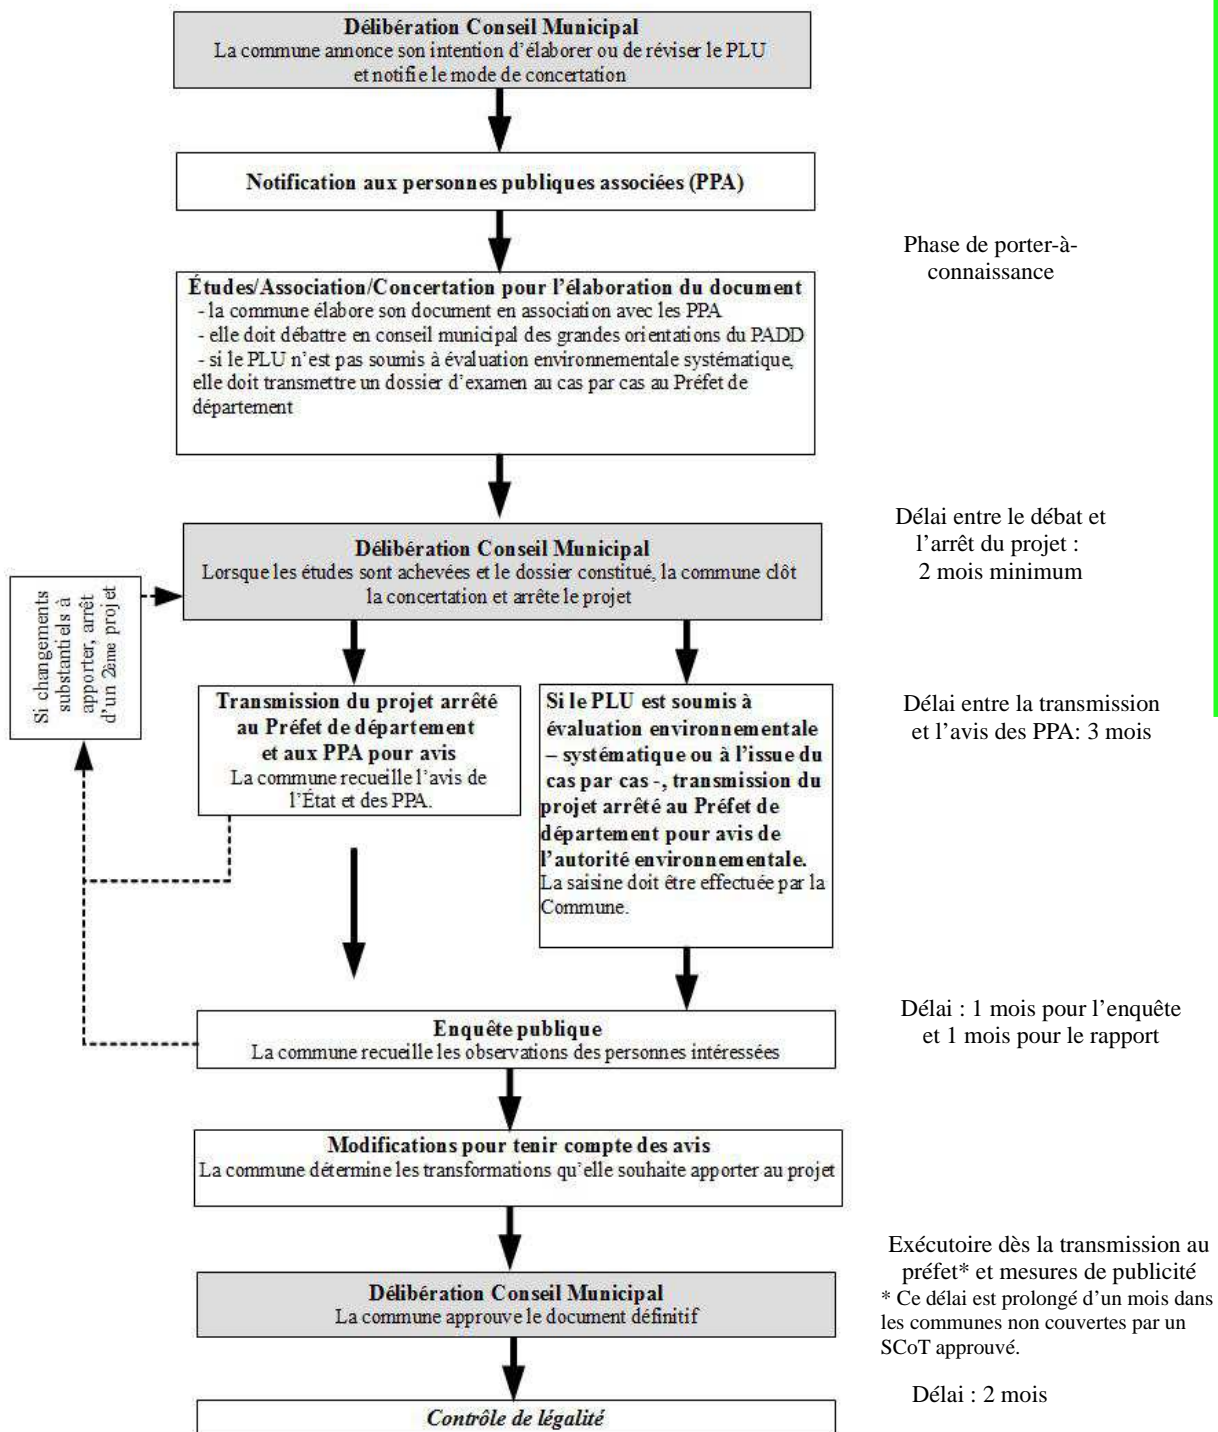 Délibération Conseil Municipal
La commune annonce son intention d'élaborer ou de réviser le PLU
et notifie le mode de concertation
Notification aux personnes publiques associées (PPA)
Phase de porter-à-
connaissance
Études/Association/Concertation pour l'élaboration du document
- la commune élabore son document en association avec les PPA
- elle doit débattre en conseil municipal des grandes orientations du PADD
- si le PLU n'est pas soumis à évaluation environnementale systématique,
elle doit transmettre un dossier d'examen au cas par cas au Préfet de
département
Délai entre le débat et
l'arrêt du projet :
2 mois minimum
Délibération Conseil Municipal
Lorsque les études sont achevées et le dossier constitué, la commune clôt
la concertation et arrête le projet
Si changements
substantiels à
apporter, arrêt
d'un 2ème projet
Transmission du projet arrêté
au Préfet de département
et aux PPA pour avis
La commune recueille l'avis de
l'État et des PPA.
Si le PLU est soumis à
évaluation environnementale
– systématique ou à l'issue du
cas par cas -, transmission du
projet arrêté au Préfet de
département pour avis de
l'autorité environnementale.
La saisine doit être effectuée par la
Commune.
Délai entre la transmission
et l'avis des PPA: 3 mois
Enquête publique
La commune recueille les observations des personnes intéressées
Délai : 1 mois pour l'enquête
et 1 mois pour le rapport
Modifications pour tenir compte des avis
La commune détermine les transformations qu'elle souhaite apporter au projet
Délibération Conseil Municipal
La commune approuve le document définitif
Exécutoire dès la transmission au
préfet* et mesures de publicité
* Ce délai est prolongé d'un mois dans
les communes non couvertes par un
SCoT approuvé.
Délai : 2 mois
Contrôle de légalité